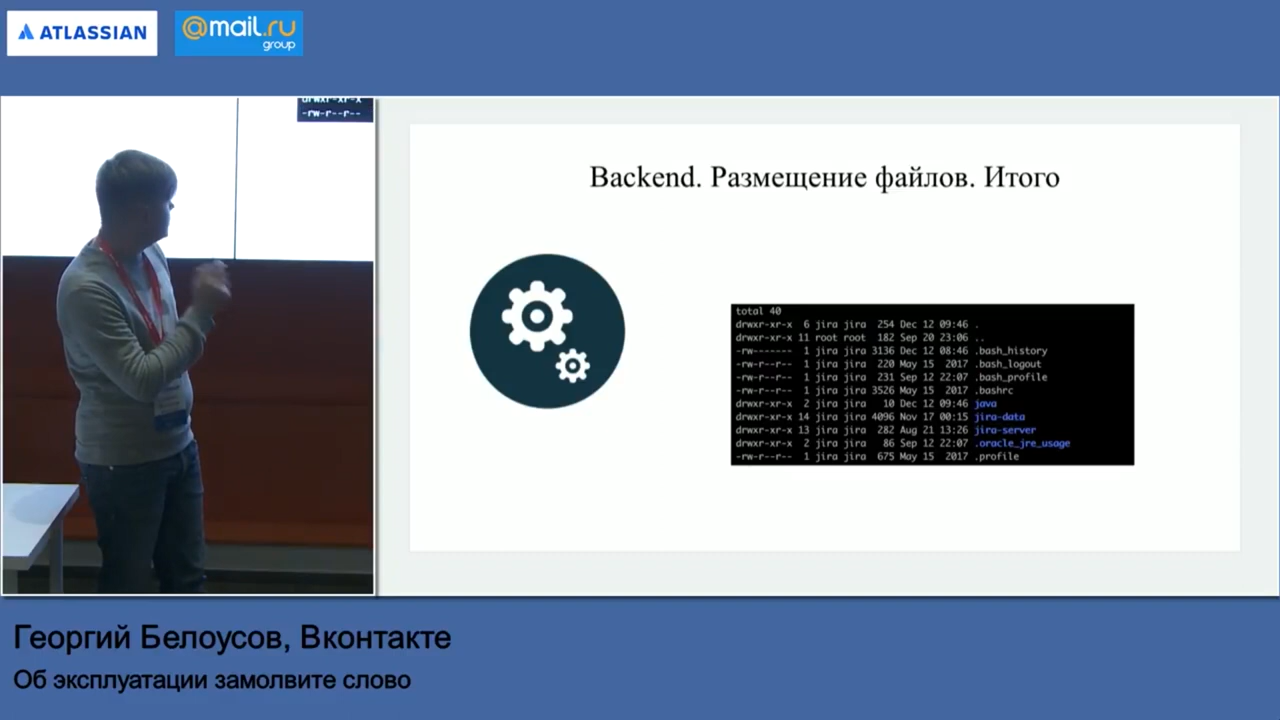 ATLASSIAN
@mail.ru
group
drwxr-xr-x
-rw-r--r--
Backend. Размещение файлов. Итого
total 40
drwxr-xr-x 6 jira jira 254 Dec 12 09:46 .
drwxr-xr-x 11 root root 182 Sep 20 23:06 ..
-rw------- 1 jira jira 3136 Dec 12 08:46 .bash_history
-rw-r--r-- 1 jira jira 220 May 15 2017 .bash_logout
-rw-r--r-- 1 jira jira 231 Sep 12 22:07 .bash_profile
-rw-r--r-- 1 jira jira 3526 May 15 2017 .bashrc
drwxr-xr-x 2 jira jira 10 Dec 12 09:46 java
drwxr-xr-x 14 jira jira 4096 Nov 17 00:15 jira-data
drwxr-xr-x 13 jira jira 282 Aug 21 13:26 jira-server
drwxr-xr-x 2 jira jira 86 Sep 12 22:07 .oracle_jre_usage
-rw-r--r-- 1 jira jira 675 May 15 2017 .profile
Георгий Белоусов, Вконтакте
Об эксплуатации замолвите слово